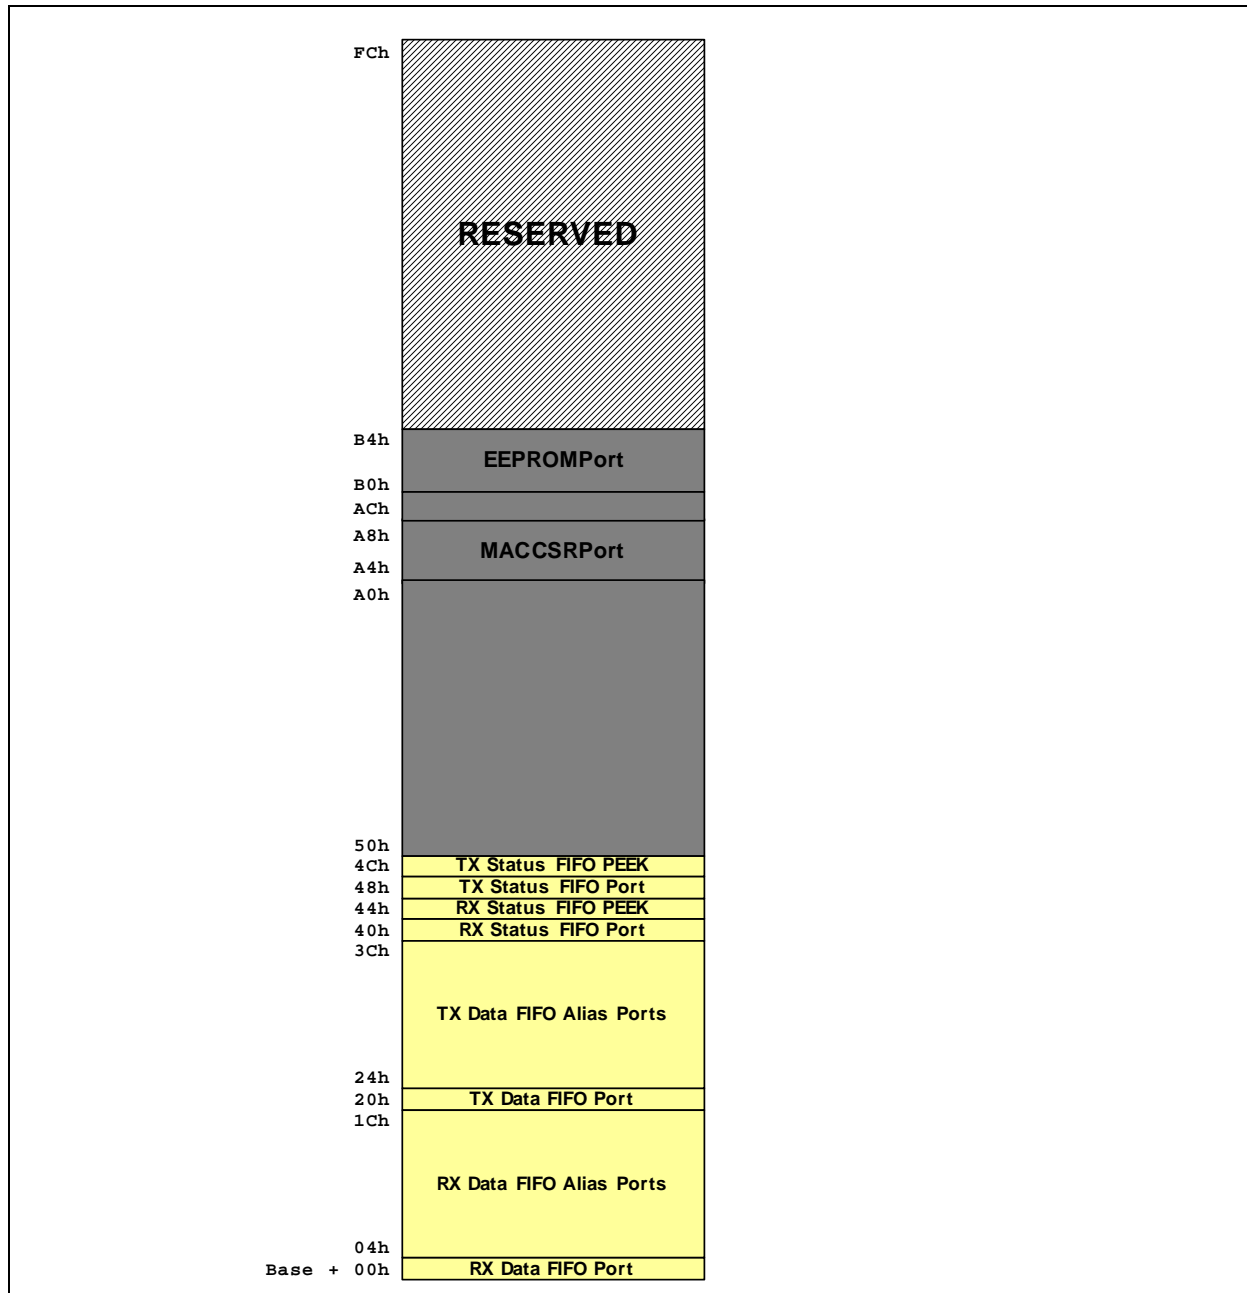 FCh
RESERVED
B4h
EEPROMPort
B0h
ACh
A8h
MACCSRPort
A4h
A0h
50h
4Ch TX Status FIFO PEEK
48h TX Status FIFO Port
44h RX Status FIFO PEEK
40h RX Status FIFO Port
3Ch
TX Data FIFO Alias Ports
24h
20h TX Data FIFO Port
1Ch
RX Data FIFO Alias Ports
04h
Base + 00h RX Data FIFO Port